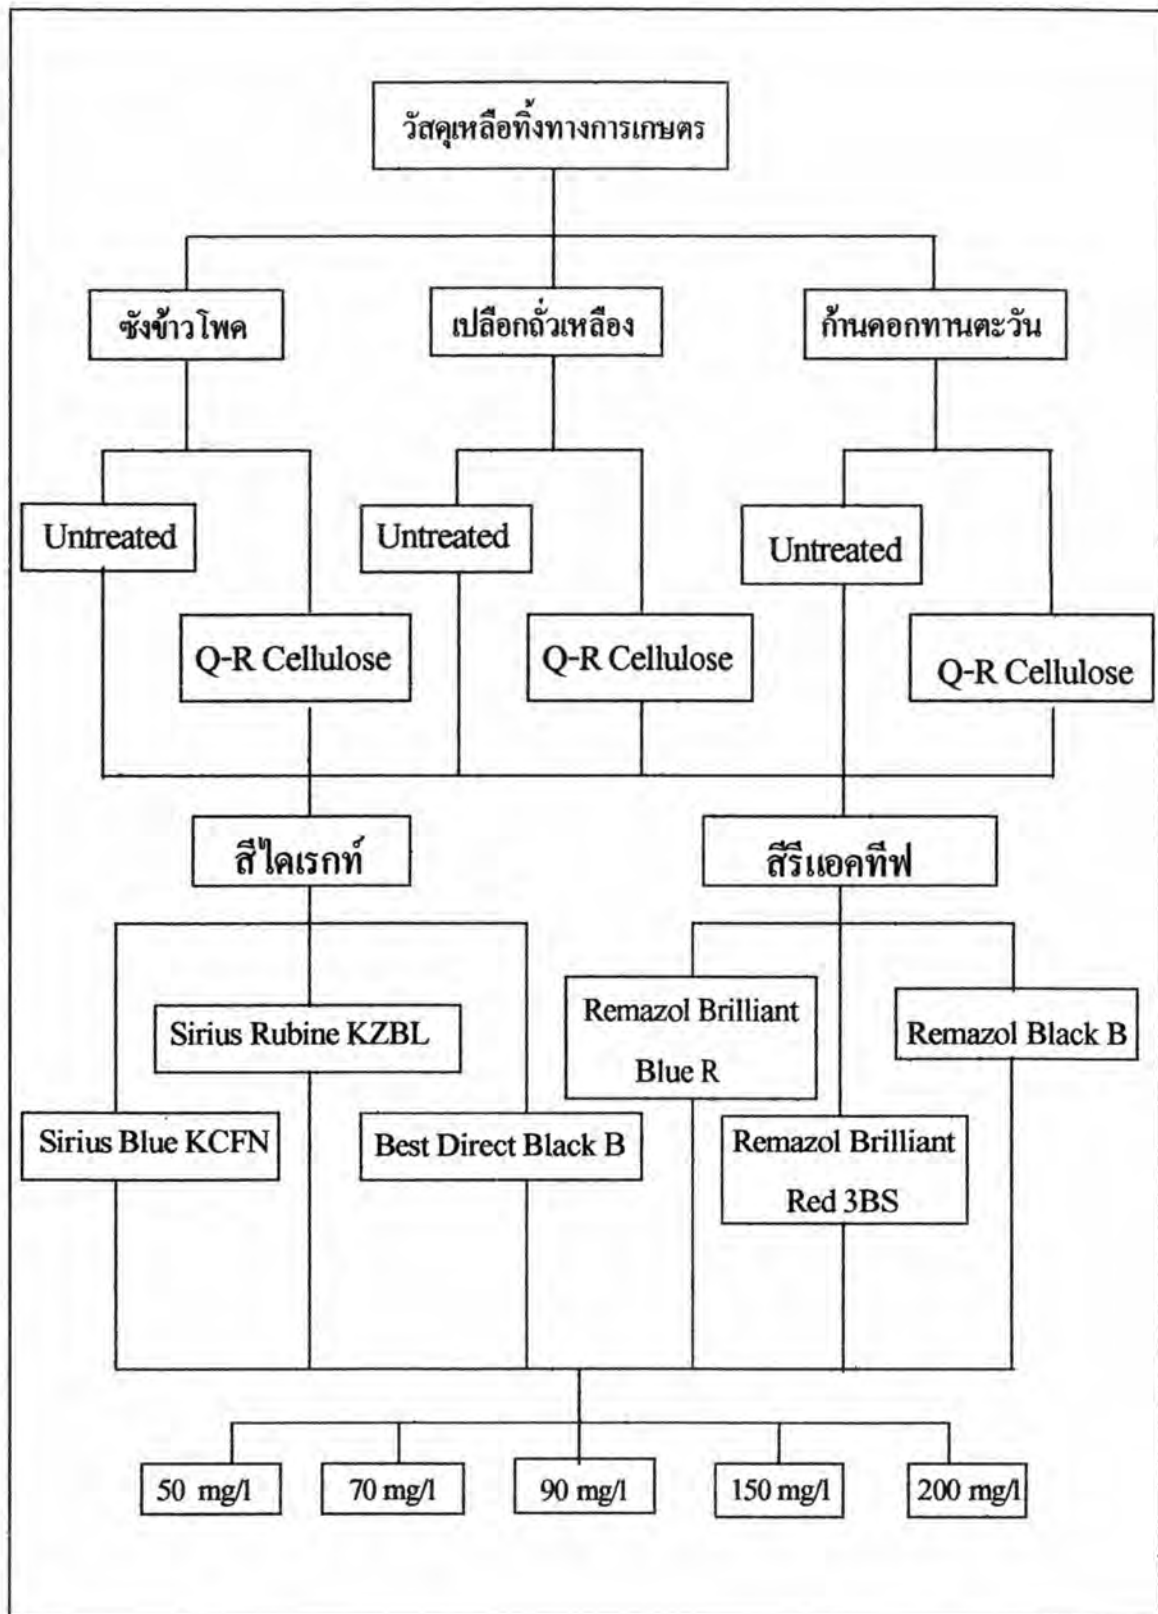 วัสดุเหลือทิ้งทางการเกษตร
ซังข้าวโพด
เปลือกถั่วเหลือง
ก้านดอกทานตะวัน
Untreated
Untreated
Untreated
Q-R Cellulose
Q-R Cellulose
Q-R Cellulose
สีไดเรกท์
สีรีแอคทีฟ
Sirius Rubine KZBL
Remazol Brilliant
Blue R
Remazol Black B
Sirius Blue KCFN
Best Direct Black B
Remazol Brilliant
Red 3BS
50 mg/l
70 mg/l
90 mg/l
150 mg/l
200 mg/l